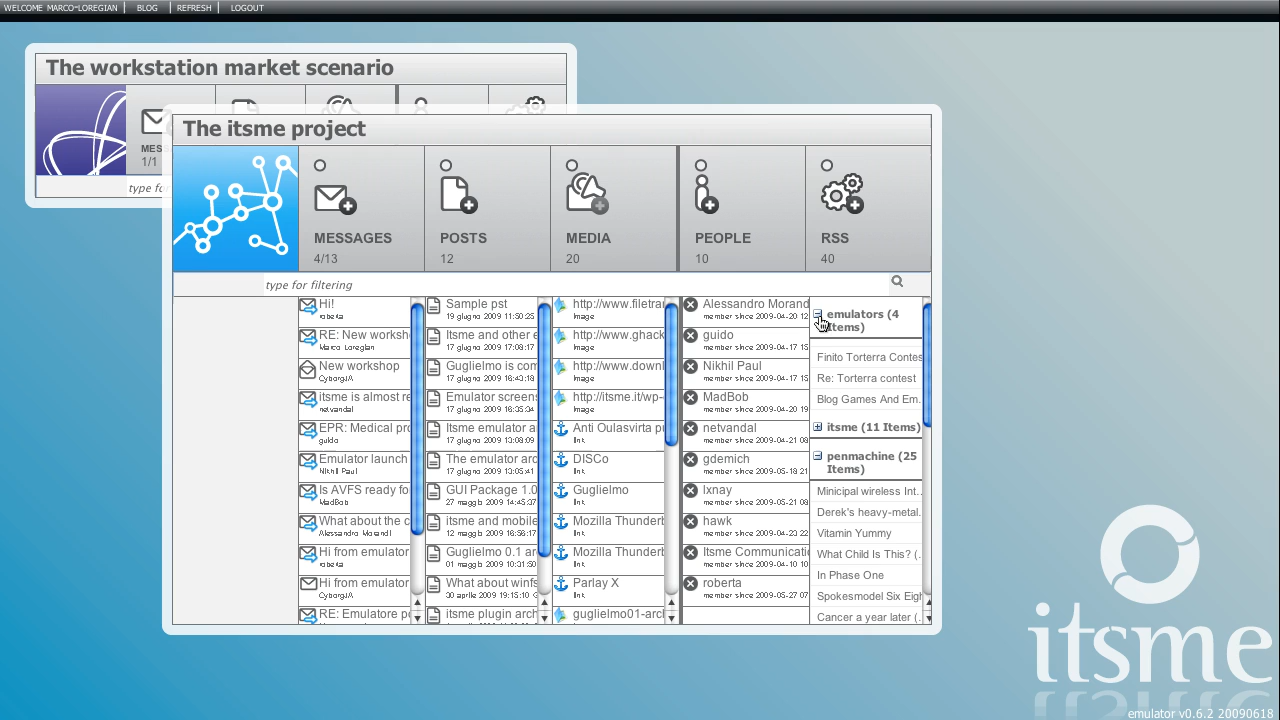 WELCOME MARCO-LOREGIAN | BLOG | REFRESH | LOGOUT
The workstation market scenario
MES
1/1
type fo
The itsme project
MESSAGES
4/13
POSTS
12
MEDIA
20
PEOPLE
10
RSS
40
type for filtering
Hi!
roberta
RE: New worksh
Marco Loregian
New workshop
CyborgIA
itsme is almost re
netvandal
EPR: Medical pro
guido
Emulator launch
Nikhil Paul
Is AVFS ready fo
MadBob
What about the c
Alessandro Morandi
Hi from emulator
roberta
Hi from emulator
CyborgIA
RE: Emulatore po
Sample pst
19 giugno 2009 11:50:25
Itsme and other e
17 giugno 2009 17:08:17
Guglielmo is com
17 giugno 2009 16:43:18
Emulator screens
17 giugno 2009 16:35:34
Itsme emulator a
17 giugno 2009 13:08:09
The emulator arc
17 giugno 2009 13:05:41
GUI Package 1.0
27 maggio 2009 14:45:37
itsme and mobile
12 maggio 2009 16:56:17
Guglielmo 0.1 ar
01 maggio 2009 10:31:50
What about winfs
30 aprile 2009 19:15:10
itsme plugin arch
http://www.filetra
Image
http://www.ghack
Image
http://www.downl
Image
http://itsme.it/wp-
Image
Anti Oulasvirta pu
link
DISCo
link
Guglielmo
link
Mozilla Thunderb
link
Mozilla Thunderb
link
Parlay X
link
guglielmo01-arch
Alessandro Morand
member since 2009-04-20 12
guido
member since 2009-04-17 15
Nikhil Paul
member since 2009-04-17 15
MadBob
member since 2009-04-20 19
netvandal
member since 2009-04-21 08
gdemich
member since 2009-05-18 21
lxnay
member since 2009-05-21 08
hawk
member since 2009-04-23 22
Itsme Communicati
member since 2009-04-10 10
roberta
member since 2009-05-27 07
emulators (4
Items)
Finito Torterra Contes
Re: Torterra contest
Blog Games And Em..
itsme (11 Items)
penmachine (25
Items)
Minicipal wireless Int..
Derek's heavy-metal..
Vitamin Yummy
What Child Is This? (..
In Phase One
Spokesmodel Six Eigh
Cancer a year later (..
itsme
emulator v0.6.2 20090618